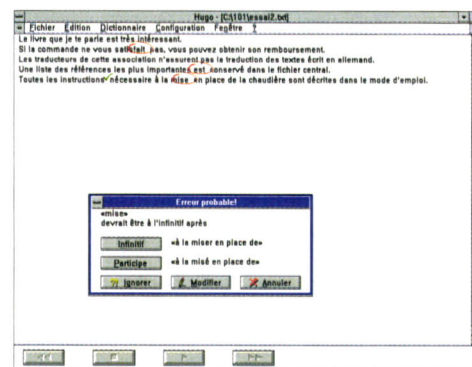 Hugo - [C:\101\essai2.txt]
Fichier Edition Dictionnaire Configuration Fenêtre ?
Le livre que je te parle est très intéressant.
Si la commande ne vous satisfait pas, vous pouvez obtenir son remboursement.
Les traducteurs de cette association n'assurent pas la traduction des textes écrit en allemand.
Une liste des références les plus importantes est conservé dans le fichier central.
Toutes les instructions nécessaire à la mise en place de la chaudière sont décrites dans le mode d'emploi.
Erreur probable!
«mise»
devrait être à l'infinitif après
Infinitif «à la miser en place de»
Participe «à la misé en place de»
Ignorer Modifier Annuler